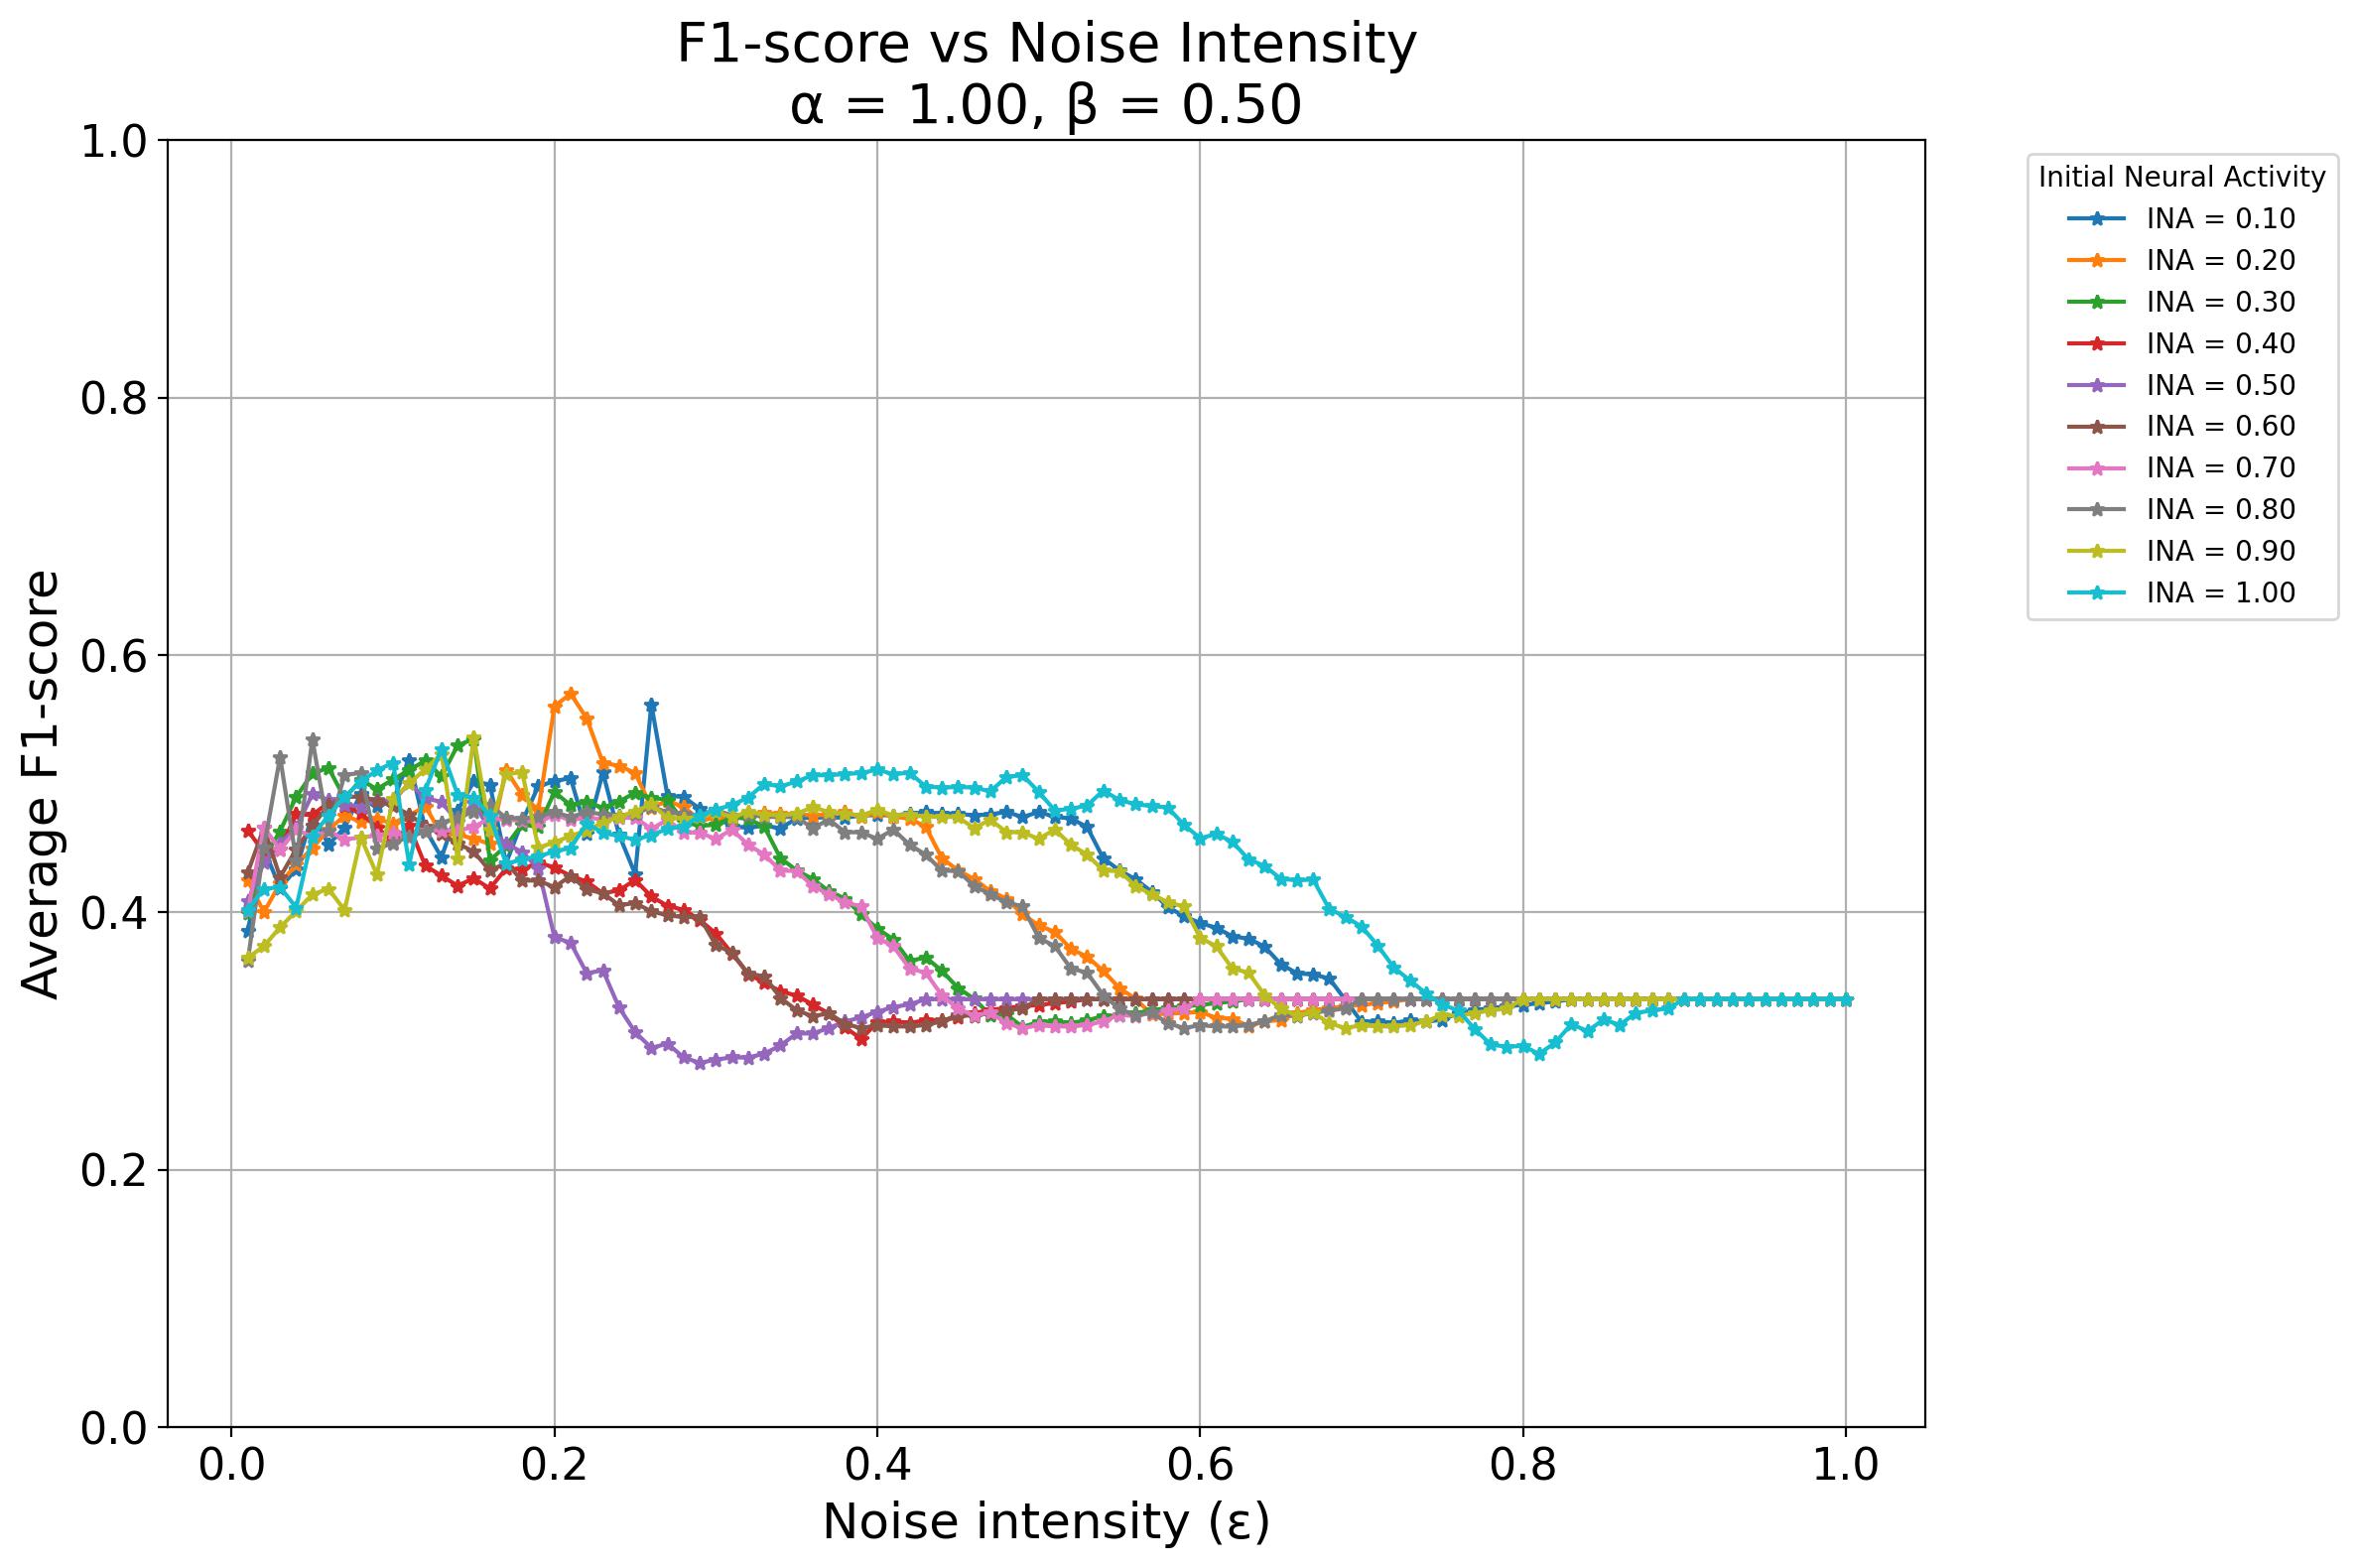 F1-score vs Noise Intensity
α = 1.00, β = 0.50
1.0
0.8
0.6
0.4
0.2
0.0
Average F1-score
0.0 0.2 0.4 0.6 0.8 1.0
Noise intensity (ε)
Initial Neural Activity
INA = 0.10
INA = 0.20
INA = 0.30
INA = 0.40
INA = 0.50
INA = 0.60
INA = 0.70
INA = 0.80
INA = 0.90
INA = 1.00